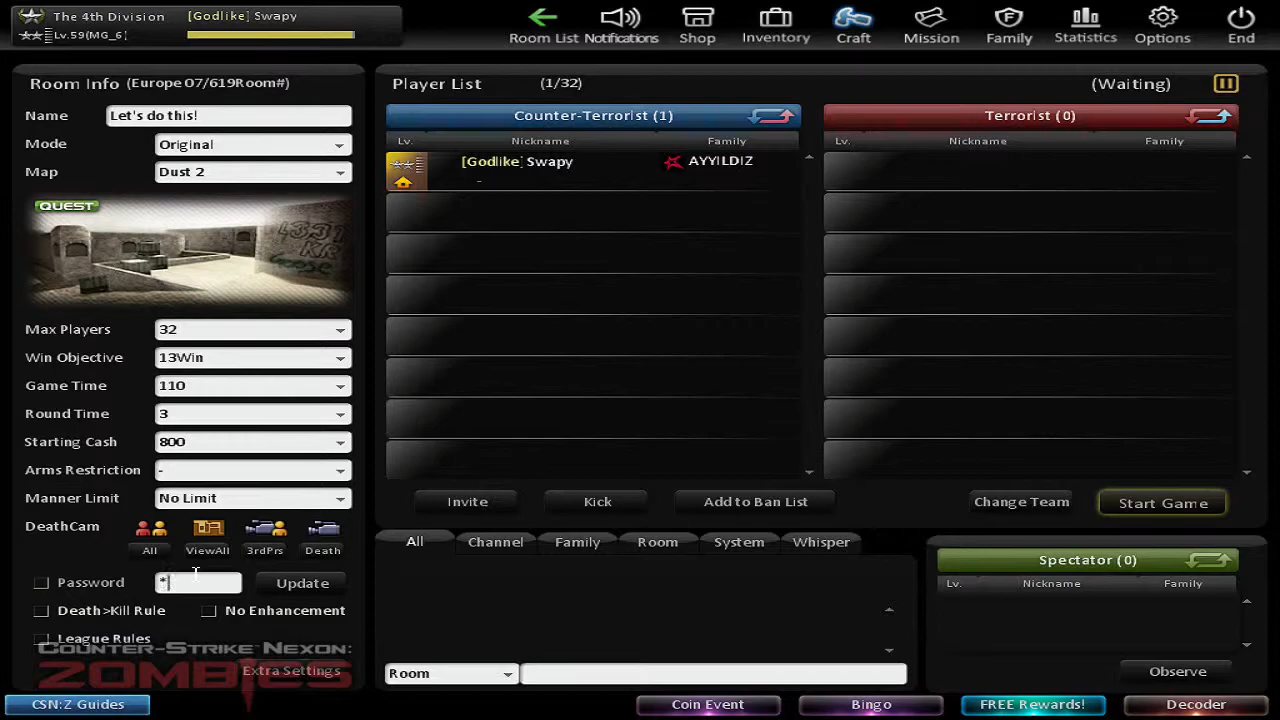 The 4th Division
Lv.59(MG_6)
[Godlike] Swapy
Room List
Notifications
Shop
Inventory
Craft
Mission
Family
Statistics
Options
End
Room Info (Europe 07/619Room#)
Name Let's do this!
Mode Original
Map Dust 2
QUEST
1337
KR
Goose
Max Players 32
Win Objective 13Win
Game Time 110
Round Time 3
Starting Cash 800
Arms Restriction -
Manner Limit No Limit
DeathCam
All ViewAll 3rdPrs Death
Password * Update
Death>Kill Rule No Enhancement
League Rules
COUNTER-STRIKE NEXON:
ZOMBIES
Extra Settings
CSN:Z Guides
Player List (1/32) (Waiting)
Counter-Terrorist (1)
Lv. Nickname Family
[Godlike] Swapy AYYILDIZ
-
Terrorist (0)
Lv. Nickname Family
Invite Kick Add to Ban List Change Team Start Game
All Channel Family Room System Whisper
Room
Spectator (0)
Lv. Nickname Family
Observe
Coin Event Bingo FREE Rewards! Decoder